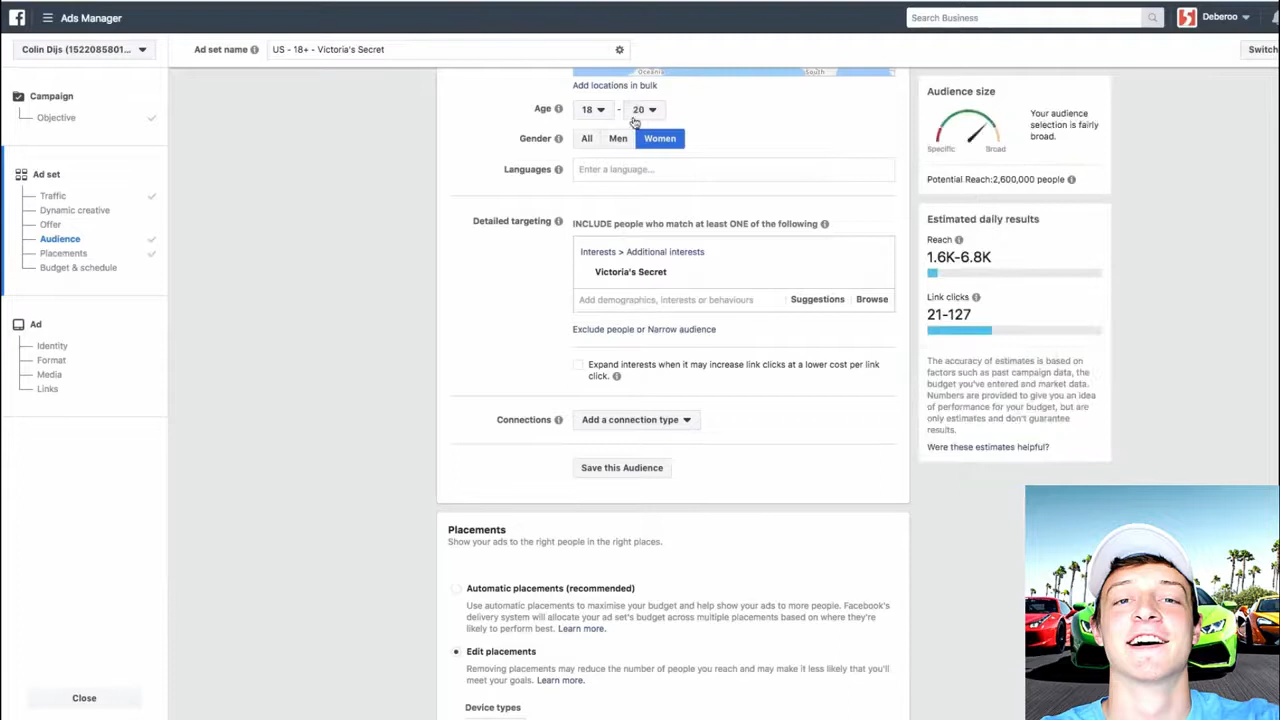 Ads Manager
Search Business
Deberoo
Colin Dijs (1522085801...
Ad set name
US - 18+ - Victoria's Secret
Switch
Campaign
Objective
Ad set
Traffic
Dynamic creative
Offer
Audience
Placements
Budget & schedule
Ad
Identity
Format
Media
Links
Close
Oceania
South
Add locations in bulk
Age
18
-
20
Gender
All
Men
Women
Languages
Enter a language...
Detailed targeting
INCLUDE people who match at least ONE of the following
Interests > Additional interests
Victoria's Secret
Add demographics, interests or behaviours
Suggestions
Browse
Exclude people or Narrow audience
Expand interests when it may increase link clicks at a lower cost per link
click.
Connections
Add a connection type
Save this Audience
Placements
Show your ads to the right people in the right places.
Automatic placements (recommended)
Use automatic placements to maximise your budget and help show your ads to more people. Facebook's
delivery system will allocate your ad set's budget across multiple placements based on where they're
likely to perform best. Learn more.
Edit placements
Removing placements may reduce the number of people you reach and may make it less likely that you'll
meet your goals. Learn more.
Device types
Audience size
Specific
Broad
Your audience
selection is fairly
broad.
Potential Reach:2,600,000 people
Estimated daily results
Reach
1.6K-6.8K
Link clicks
21-127
The accuracy of estimates is based on
factors such as past campaign data, the
budget you've entered and market data.
Numbers are provided to give you an idea
of performance for your budget, but are
only estimates and don't guarantee
results.
Were these estimates helpful?